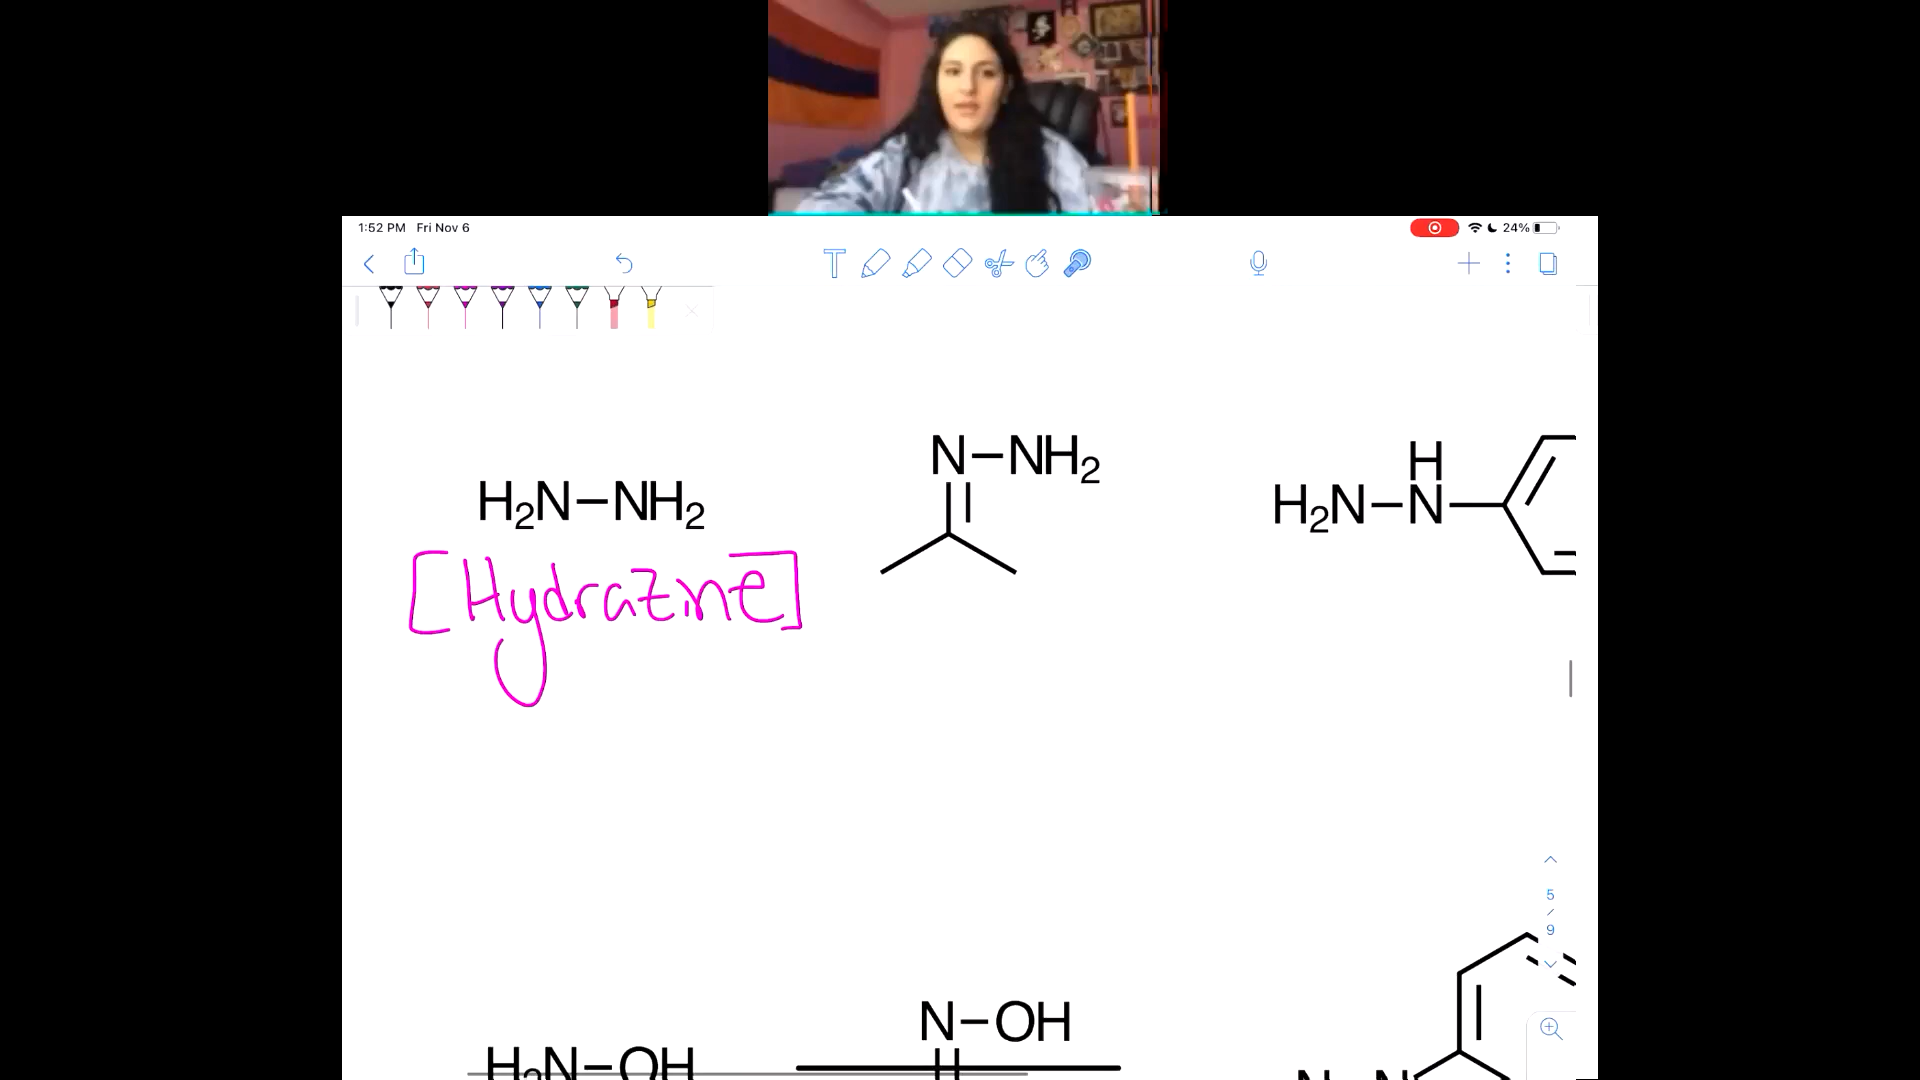 1:52 PM Fri Nov 6
24%
T
N–NH2
H2N–NH2
H
H2N–N
[Hydrazine]
5
/
9
N–OH
H2N–OH
N N